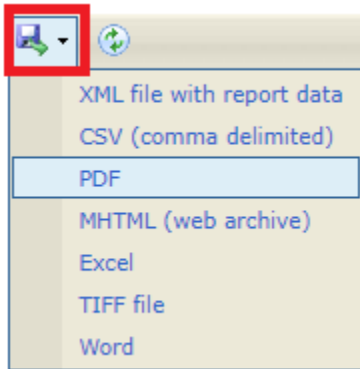 XML file with report data
CSV (comma delimited)
PDF
MHTML (web archive)
Excel
TIFF file
Word